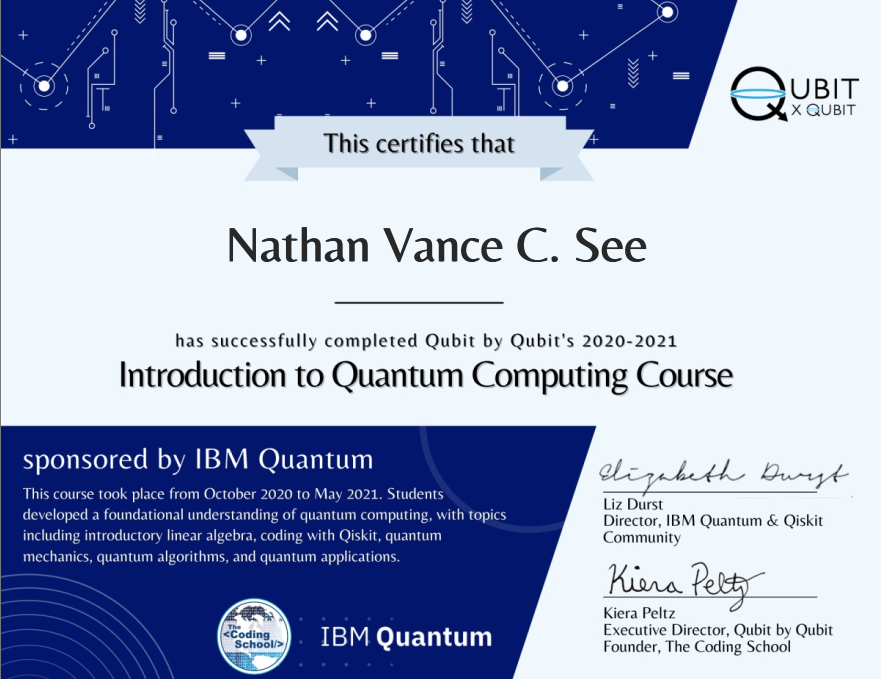 QUBIT
X QUBIT
This certifies that
Nathan Vance C. See
has successfully completed Qubit by Qubit's 2020-2021
Introduction to Quantum Computing Course
sponsored by IBM Quantum
This course took place from October 2020 to May 2021. Students
developed a foundational understanding of quantum computing, with topics
including introductory linear algebra, coding with Qiskit, quantum
mechanics, quantum algorithms, and quantum applications.
The
<Coding
School/>
IBM Quantum
Elizabeth Durst
Liz Durst
Director, IBM Quantum & Qiskit
Community
Kiera Peltz
Kiera Peltz
Executive Director, Qubit by Qubit
Founder, The Coding School